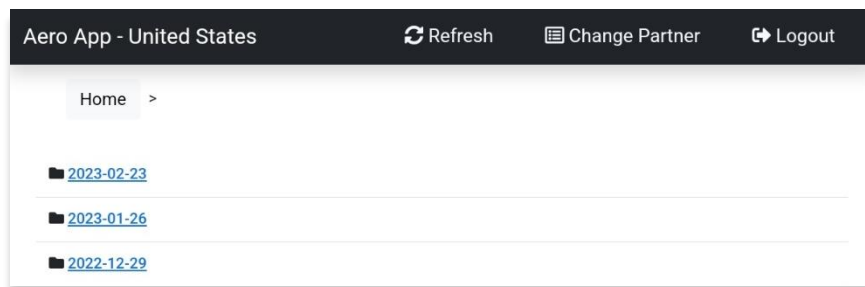 Aero App - United States Refresh Change Partner Logout
Home >
2023-02-23
2023-01-26
2022-12-29